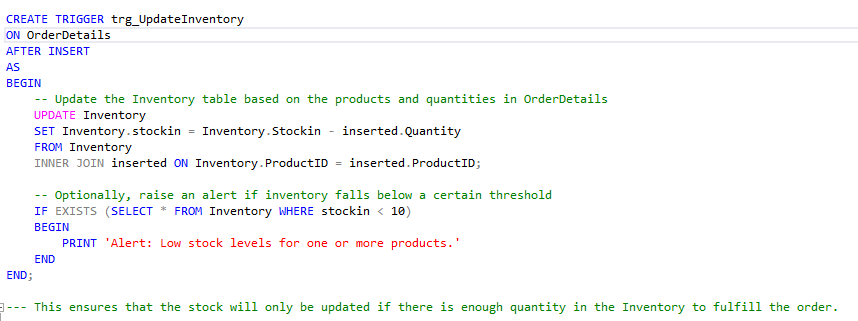 CREATE TRIGGER trg_UpdateInventory
ON OrderDetails
AFTER INSERT
AS
BEGIN
    -- Update the Inventory table based on the products and quantities in OrderDetails
    UPDATE Inventory
    SET Inventory.stockin = Inventory.Stockin - inserted.Quantity
    FROM Inventory
    INNER JOIN inserted ON Inventory.ProductID = inserted.ProductID;

    -- Optionally, raise an alert if inventory falls below a certain threshold
    IF EXISTS (SELECT * FROM Inventory WHERE stockin < 10)
    BEGIN
        PRINT 'Alert: Low stock levels for one or more products.'
    END
END;

--- This ensures that the stock will only be updated if there is enough quantity in the Inventory to fulfill the order.